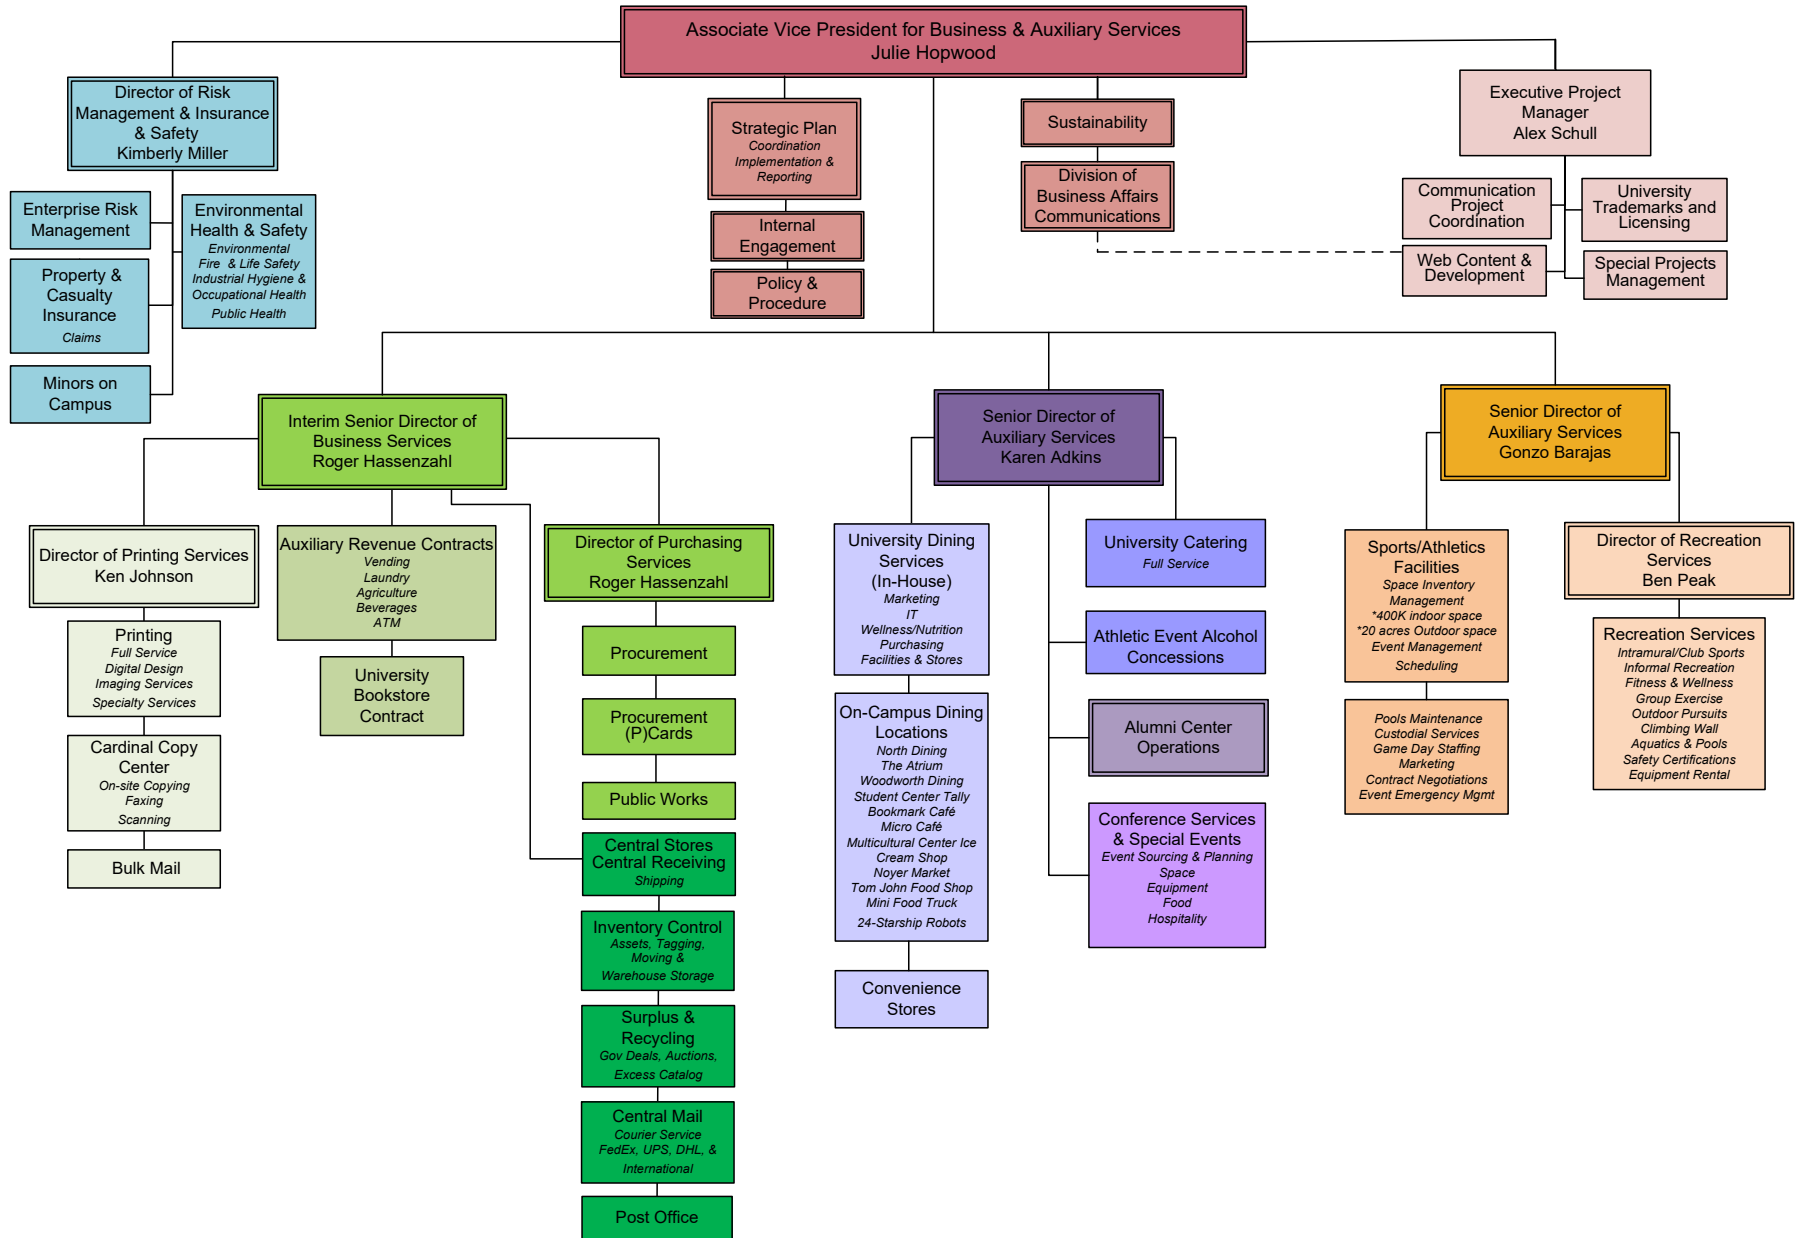 Associate Vice President for Business & Auxiliary Services
Julie Hopwood
Director of Risk
Management & Insurance
& Safety
Kimberly Miller
Enterprise Risk
Management
Property &
Casualty
Insurance
Claims
Minors on
Campus
Environmental
Health & Safety
Environmental
Fire & Life Safety
Industrial Hygiene &
Occupational Health
Public Health
Strategic Plan
Coordination
Implementation &
Reporting
Internal
Engagement
Policy &
Procedure
Sustainability
Division of
Business Affairs
Communications
Executive Project
Manager
Alex Schull
Communication
Project
Coordination
University
Trademarks and
Licensing
Web Content &
Development
Special Projects
Management
Interim Senior Director of
Business Services
Roger Hassenzahl
Director of Printing Services
Ken Johnson
Printing
Full Service
Digital Design
Imaging Services
Specialty Services
Cardinal Copy
Center
On-site Copying
Faxing
Scanning
Bulk Mail
Auxiliary Revenue Contracts
Vending
Laundry
Agriculture
Beverages
ATM
University
Bookstore
Contract
Director of Purchasing
Services
Roger Hassenzahl
Procurement
Procurement
(P)Cards
Public Works
Central Stores
Central Receiving
Shipping
Inventory Control
Assets, Tagging,
Moving &
Warehouse Storage
Surplus &
Recycling
Gov Deals, Auctions,
Excess Catalog
Central Mail
Courier Service
FedEx, UPS, DHL, &
International
Post Office
Senior Director of
Auxiliary Services
Karen Adkins
University Dining
Services
(In-House)
Marketing
IT
Wellness/Nutrition
Purchasing
Facilities & Stores
On-Campus Dining
Locations
North Dining
The Atrium
Woodworth Dining
Student Center Tally
Bookmark Café
Micro Café
Multicultural Center Ice
Cream Shop
Noyer Market
Tom John Food Shop
Mini Food Truck
24-Starship Robots
Convenience
Stores
University Catering
Full Service
Athletic Event Alcohol
Concessions
Alumni Center
Operations
Conference Services
& Special Events
Event Sourcing & Planning
Space
Equipment
Food
Hospitality
Senior Director of
Auxiliary Services
Gonzo Barajas
Sports/Athletics
Facilities
Space Inventory
Management
*400K indoor space
*20 acres Outdoor space
Event Management
Scheduling
Pools Maintenance
Custodial Services
Game Day Staffing
Marketing
Contract Negotiations
Event Emergency Mgmt
Director of Recreation
Services
Ben Peak
Recreation Services
Intramural/Club Sports
Informal Recreation
Fitness & Wellness
Group Exercise
Outdoor Pursuits
Climbing Wall
Aquatics & Pools
Safety Certifications
Equipment Rental